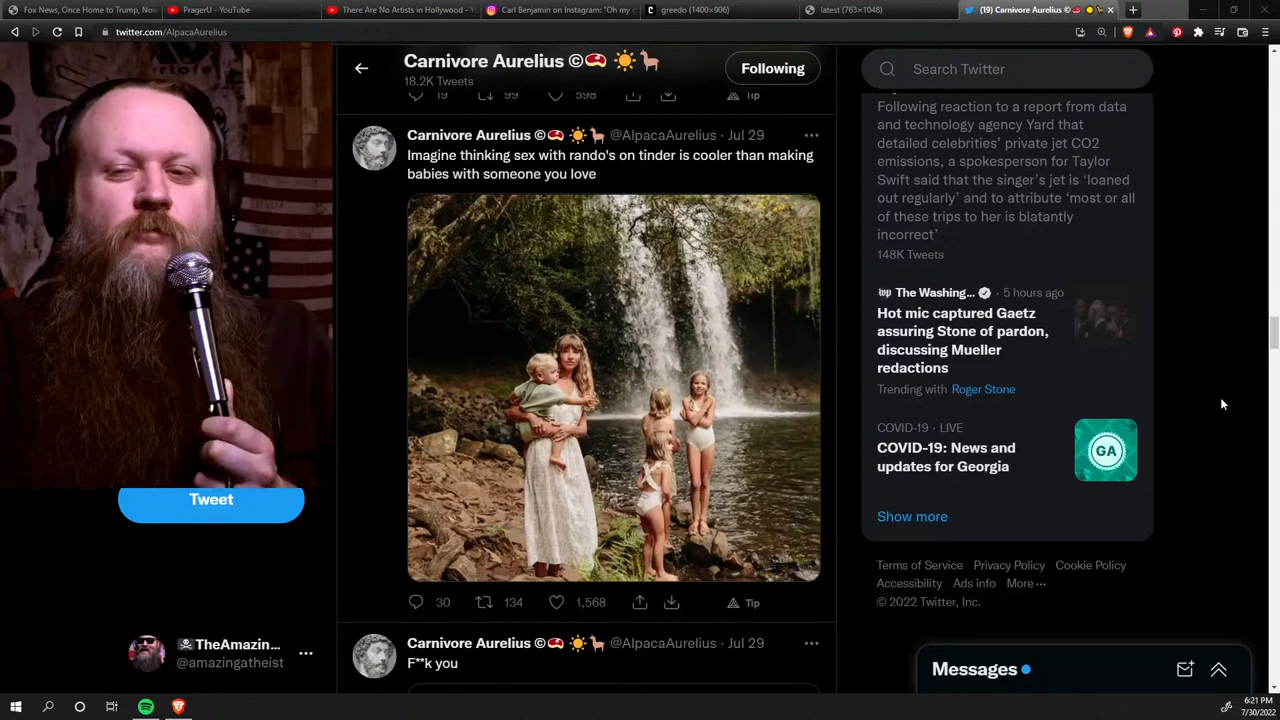 Fox News, Once Home to Trump, Now
PragerU - YouTube
There Are No Artists in Hollywood - Y
Carl Benjamin on Instagram: "Oh my g
greedo (1400×906)
latest (763×1048)
(19) Carnivore Aurelius ©🥩 ☀️🦙
twitter.com/AlpacaAurelius
Carnivore Aurelius ©🥩 ☀️🦙
18.2K Tweets
Following
Search Twitter
19 99 598 Tip
Following reaction to a report from data
and technology agency Yard that
detailed celebrities' private jet CO2
emissions, a spokesperson for Taylor
Swift said that the singer's jet is 'loaned
out regularly' and to attribute 'most or all
of these trips to her is blatantly
incorrect'
148K Tweets
Carnivore Aurelius ©🥩 ☀️🦙 @AlpacaAurelius · Jul 29
Imagine thinking sex with rando's on tinder is cooler than making
babies with someone you love
30 134 1,568 Tip
Carnivore Aurelius ©🥩 ☀️🦙 @AlpacaAurelius · Jul 29
F**k you
The Washing... · 5 hours ago
Hot mic captured Gaetz
assuring Stone of pardon,
discussing Mueller
redactions
Trending with Roger Stone
COVID-19 · LIVE
COVID-19: News and
updates for Georgia
GA
Show more
Terms of Service Privacy Policy Cookie Policy
Accessibility Ads info More ···
© 2022 Twitter, Inc.
Tweet
☠TheAmazin...
@amazingatheist
Messages
6:21 PM
7/30/2022